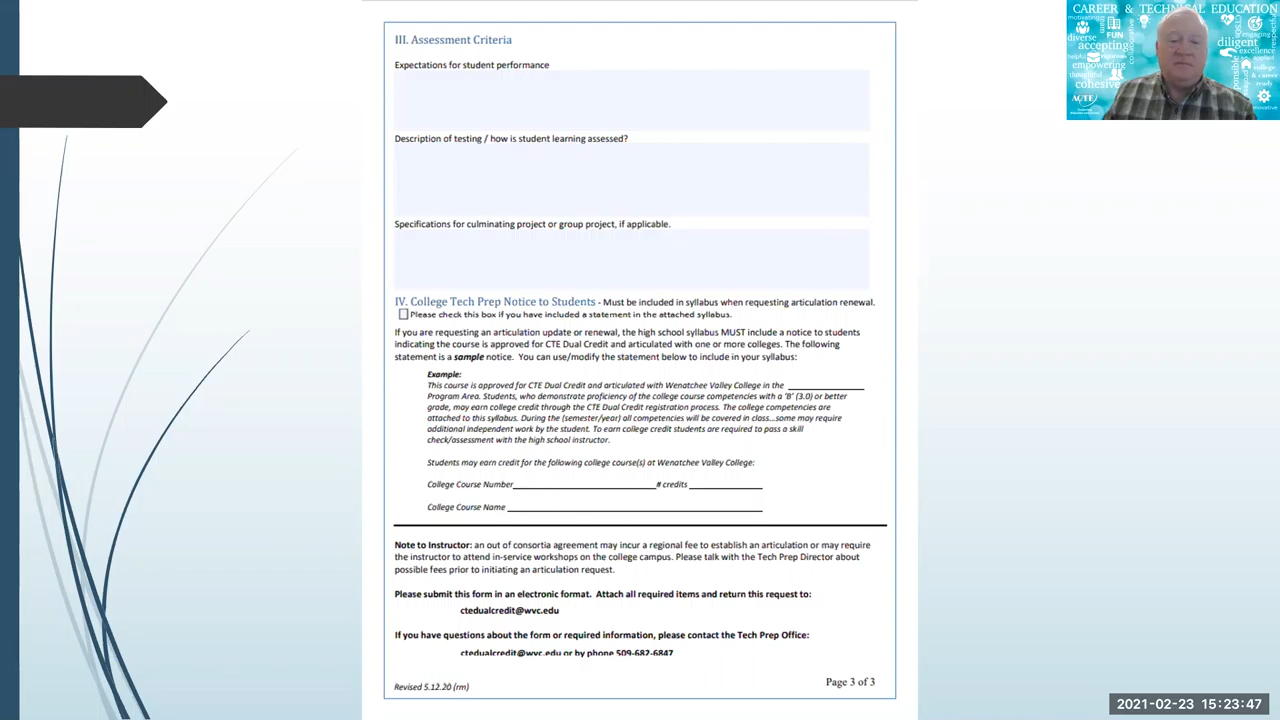 III. Assessment Criteria
Expectations for student performance
Description of testing / how is student learning assessed?
Specifications for culminating project or group project, if applicable.
IV. College Tech Prep Notice to Students - Must be included in syllabus when requesting articulation renewal.
Please check this box if you have included a statement in the attached syllabus.
If you are requesting an articulation update or renewal, the high school syllabus MUST include a notice to students
indicating the course is approved for CTE Dual Credit and articulated with one or more colleges. The following
statement is a sample notice. You can use/modify the statement below to include in your syllabus:
Example:
This course is approved for CTE Dual Credit and articulated with Wenatchee Valley College in the _______________
Program Area. Students, who demonstrate proficiency of the college course competencies with a 'B' (3.0) or better
grade, may earn college credit through the CTE Dual Credit registration process. The college competencies are
attached to this syllabus. During the (semester/year) all competencies will be covered in class...some may require
additional independent work by the student. To earn college credit students are required to pass a skill
check/assessment with the high school instructor.
Students may earn credit for the following college course(s) at Wenatchee Valley College:
College Course Number____________________________# credits ______________
College Course Name __________________________________________________
Note to Instructor: an out of consortia agreement may incur a regional fee to establish an articulation or may require
the instructor to attend in-service workshops on the college campus. Please talk with the Tech Prep Director about
possible fees prior to initiating an articulation request.
Please submit this form in an electronic format. Attach all required items and return this request to:
ctedualcredit@wvc.edu
If you have questions about the form or required information, please contact the Tech Prep Office:
ctedualcredit@wvc.edu or by phone 509-682-6847
Revised 5.12.20 (rm)
Page 3 of 3
CAREER & TECHNICAL EDUCATION
motivating
FUN
diverse
accepting
empowering
thoughtful
cohesive
ACTE
engaging
diligent
excellence
college
& career
ready
2021-02-23 15:23:47